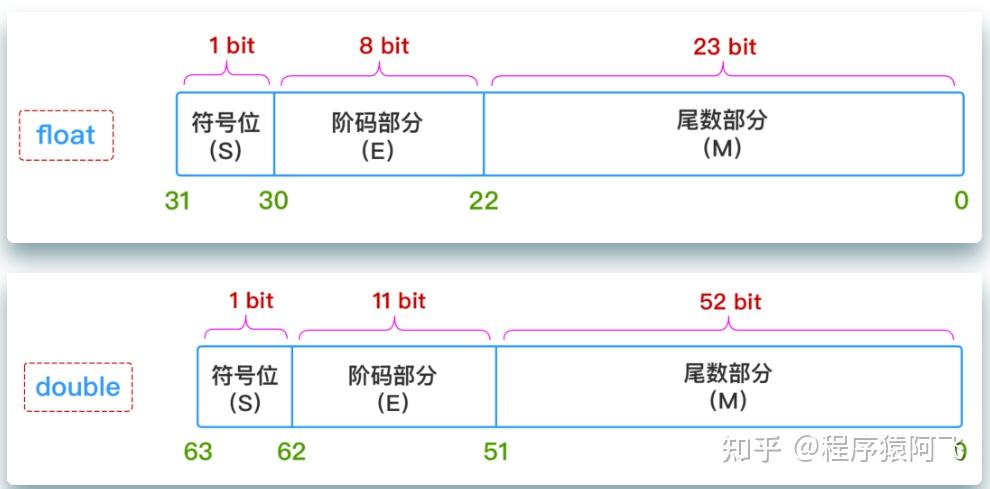 1 bit 8 bit 23 bit
float
符号位 阶码部分 尾数部分
(S) (E) (M)
31 30 22 0
1 bit 11 bit 52 bit
double
符号位 阶码部分 尾数部分
(S) (E) (M)
63 62 51 0
知乎 @程序猿阿飞